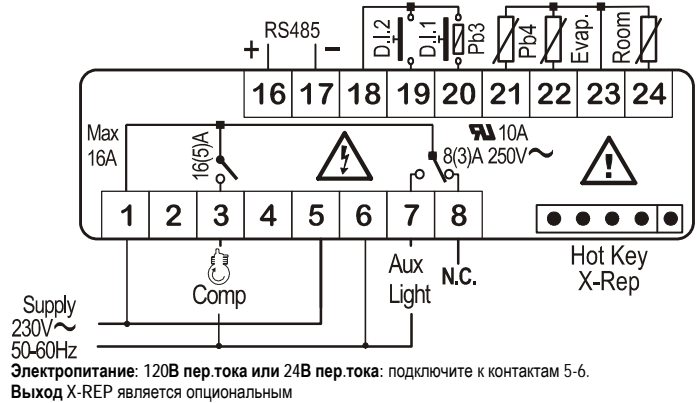 RS485
+ −
D.I.2
D.I.1
Pb3
Pb4
Evap.
Room
16 17 18 19 20 21 22 23 24
Max
16A
16(5)A
10A
8(3)A 250V~
1 2 3 4 5 6 7 8
Comp
Aux
Light
N.C.
Hot Key
X-Rep
Supply
230V~
50-60Hz
Электропитание: 120В пер.тока или 24В пер.тока: подключите к контактам 5-6.
Выход X-REP является опциональным